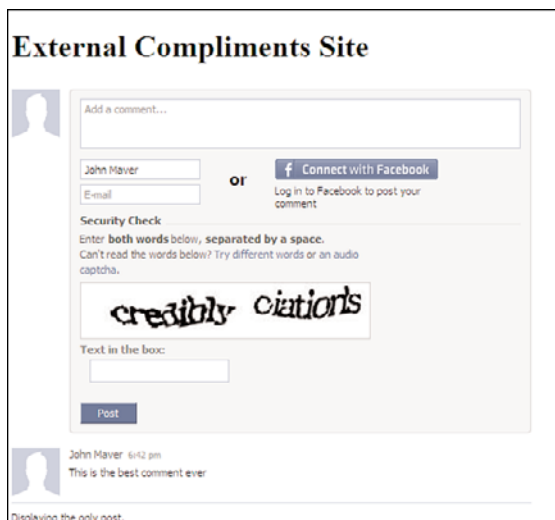 External Compliments Site
Add a comment...
John Maver
E-mail
or
f Connect with Facebook
Log in to Facebook to post your
comment
Security Check
Enter both words below, separated by a space.
Can't read the words below? Try different words or an audio
captcha.
credibly ciations
Text in the box:
Post
John Maver 6:42 pm
This is the best comment ever
Displaying the only post.